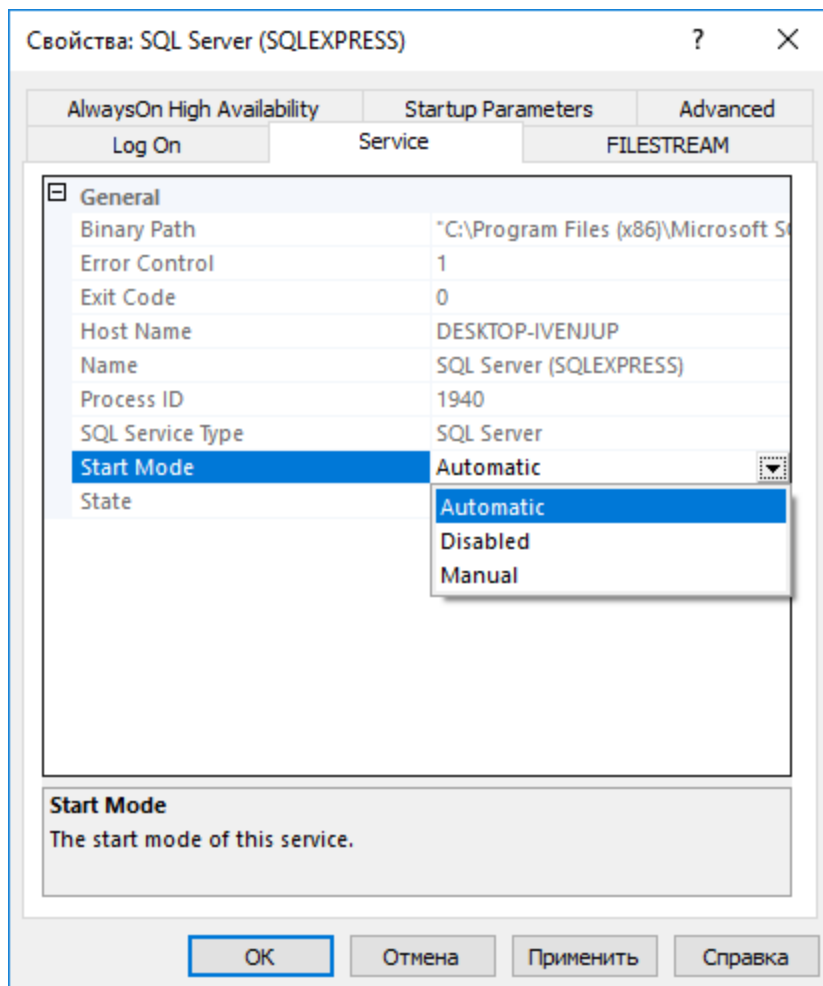 Свойства: SQL Server (SQLEXPRESS)
AlwaysOn High Availability Startup Parameters Advanced
Log On Service FILESTREAM
General
Binary Path "C:\Program Files (x86)\Microsoft
Error Control 1
Exit Code 0
Host Name DESKTOP-IVENJUP
Name SQL Server (SQLEXPRESS)
Process ID 1940
SQL Service Type SQL Server
Start Mode Automatic
State
Automatic
Disabled
Manual
Start Mode
The start mode of this service.
OK Отмена Применить Справка